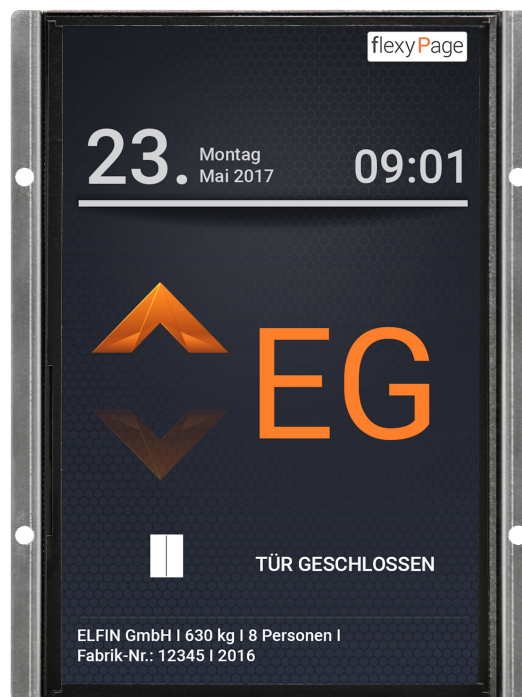 flexyPage
23. Montag
Mai 2017
09:01
EG
TÜR GESCHLOSSEN
ELFIN GmbH I 630 kg I 8 Personen I
Fabrik-Nr.: 12345 I 2016